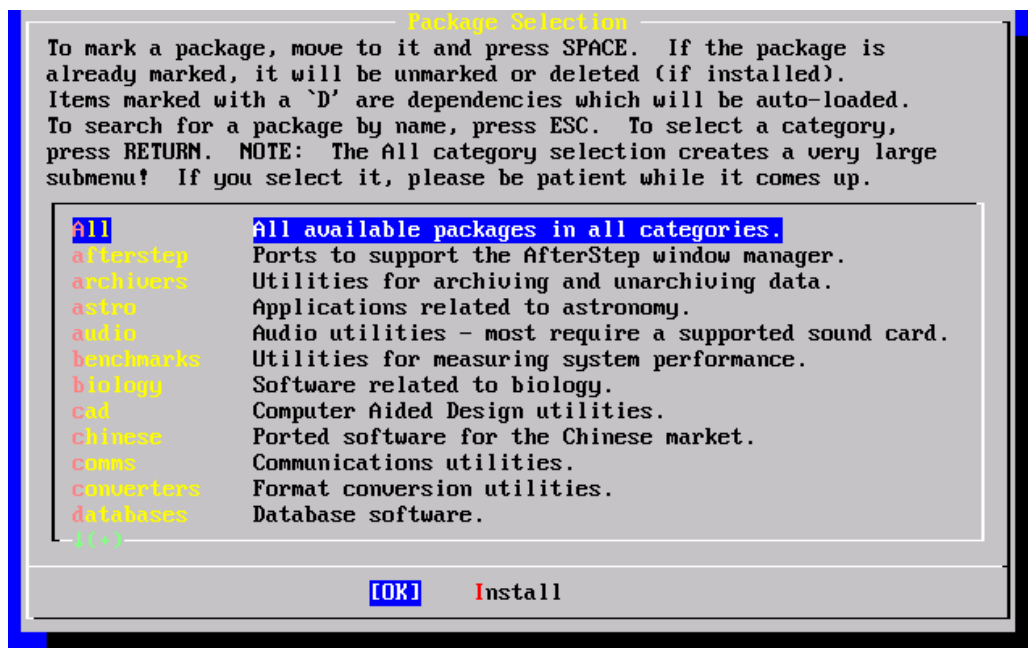 Package Selection
To mark a package, move to it and press SPACE.  If the package is
already marked, it will be unmarked or deleted (if installed).
Items marked with a `D' are dependencies which will be auto-loaded.
To search for a package by name, press ESC.  To select a category,
press RETURN.  NOTE:  The All category selection creates a very large
submenu!  If you select it, please be patient while it comes up.
All All available packages in all categories.
afterstep Ports to support the AfterStep window manager.
archivers Utilities for archiving and unarchiving data.
astro Applications related to astronomy.
audio Audio utilities - most require a supported sound card.
benchmarks Utilities for measuring system performance.
biology Software related to biology.
cad Computer Aided Design utilities.
chinese Ported software for the Chinese market.
comms Communications utilities.
converters Format conversion utilities.
databases Database software.
↓(+)
[OK] Install